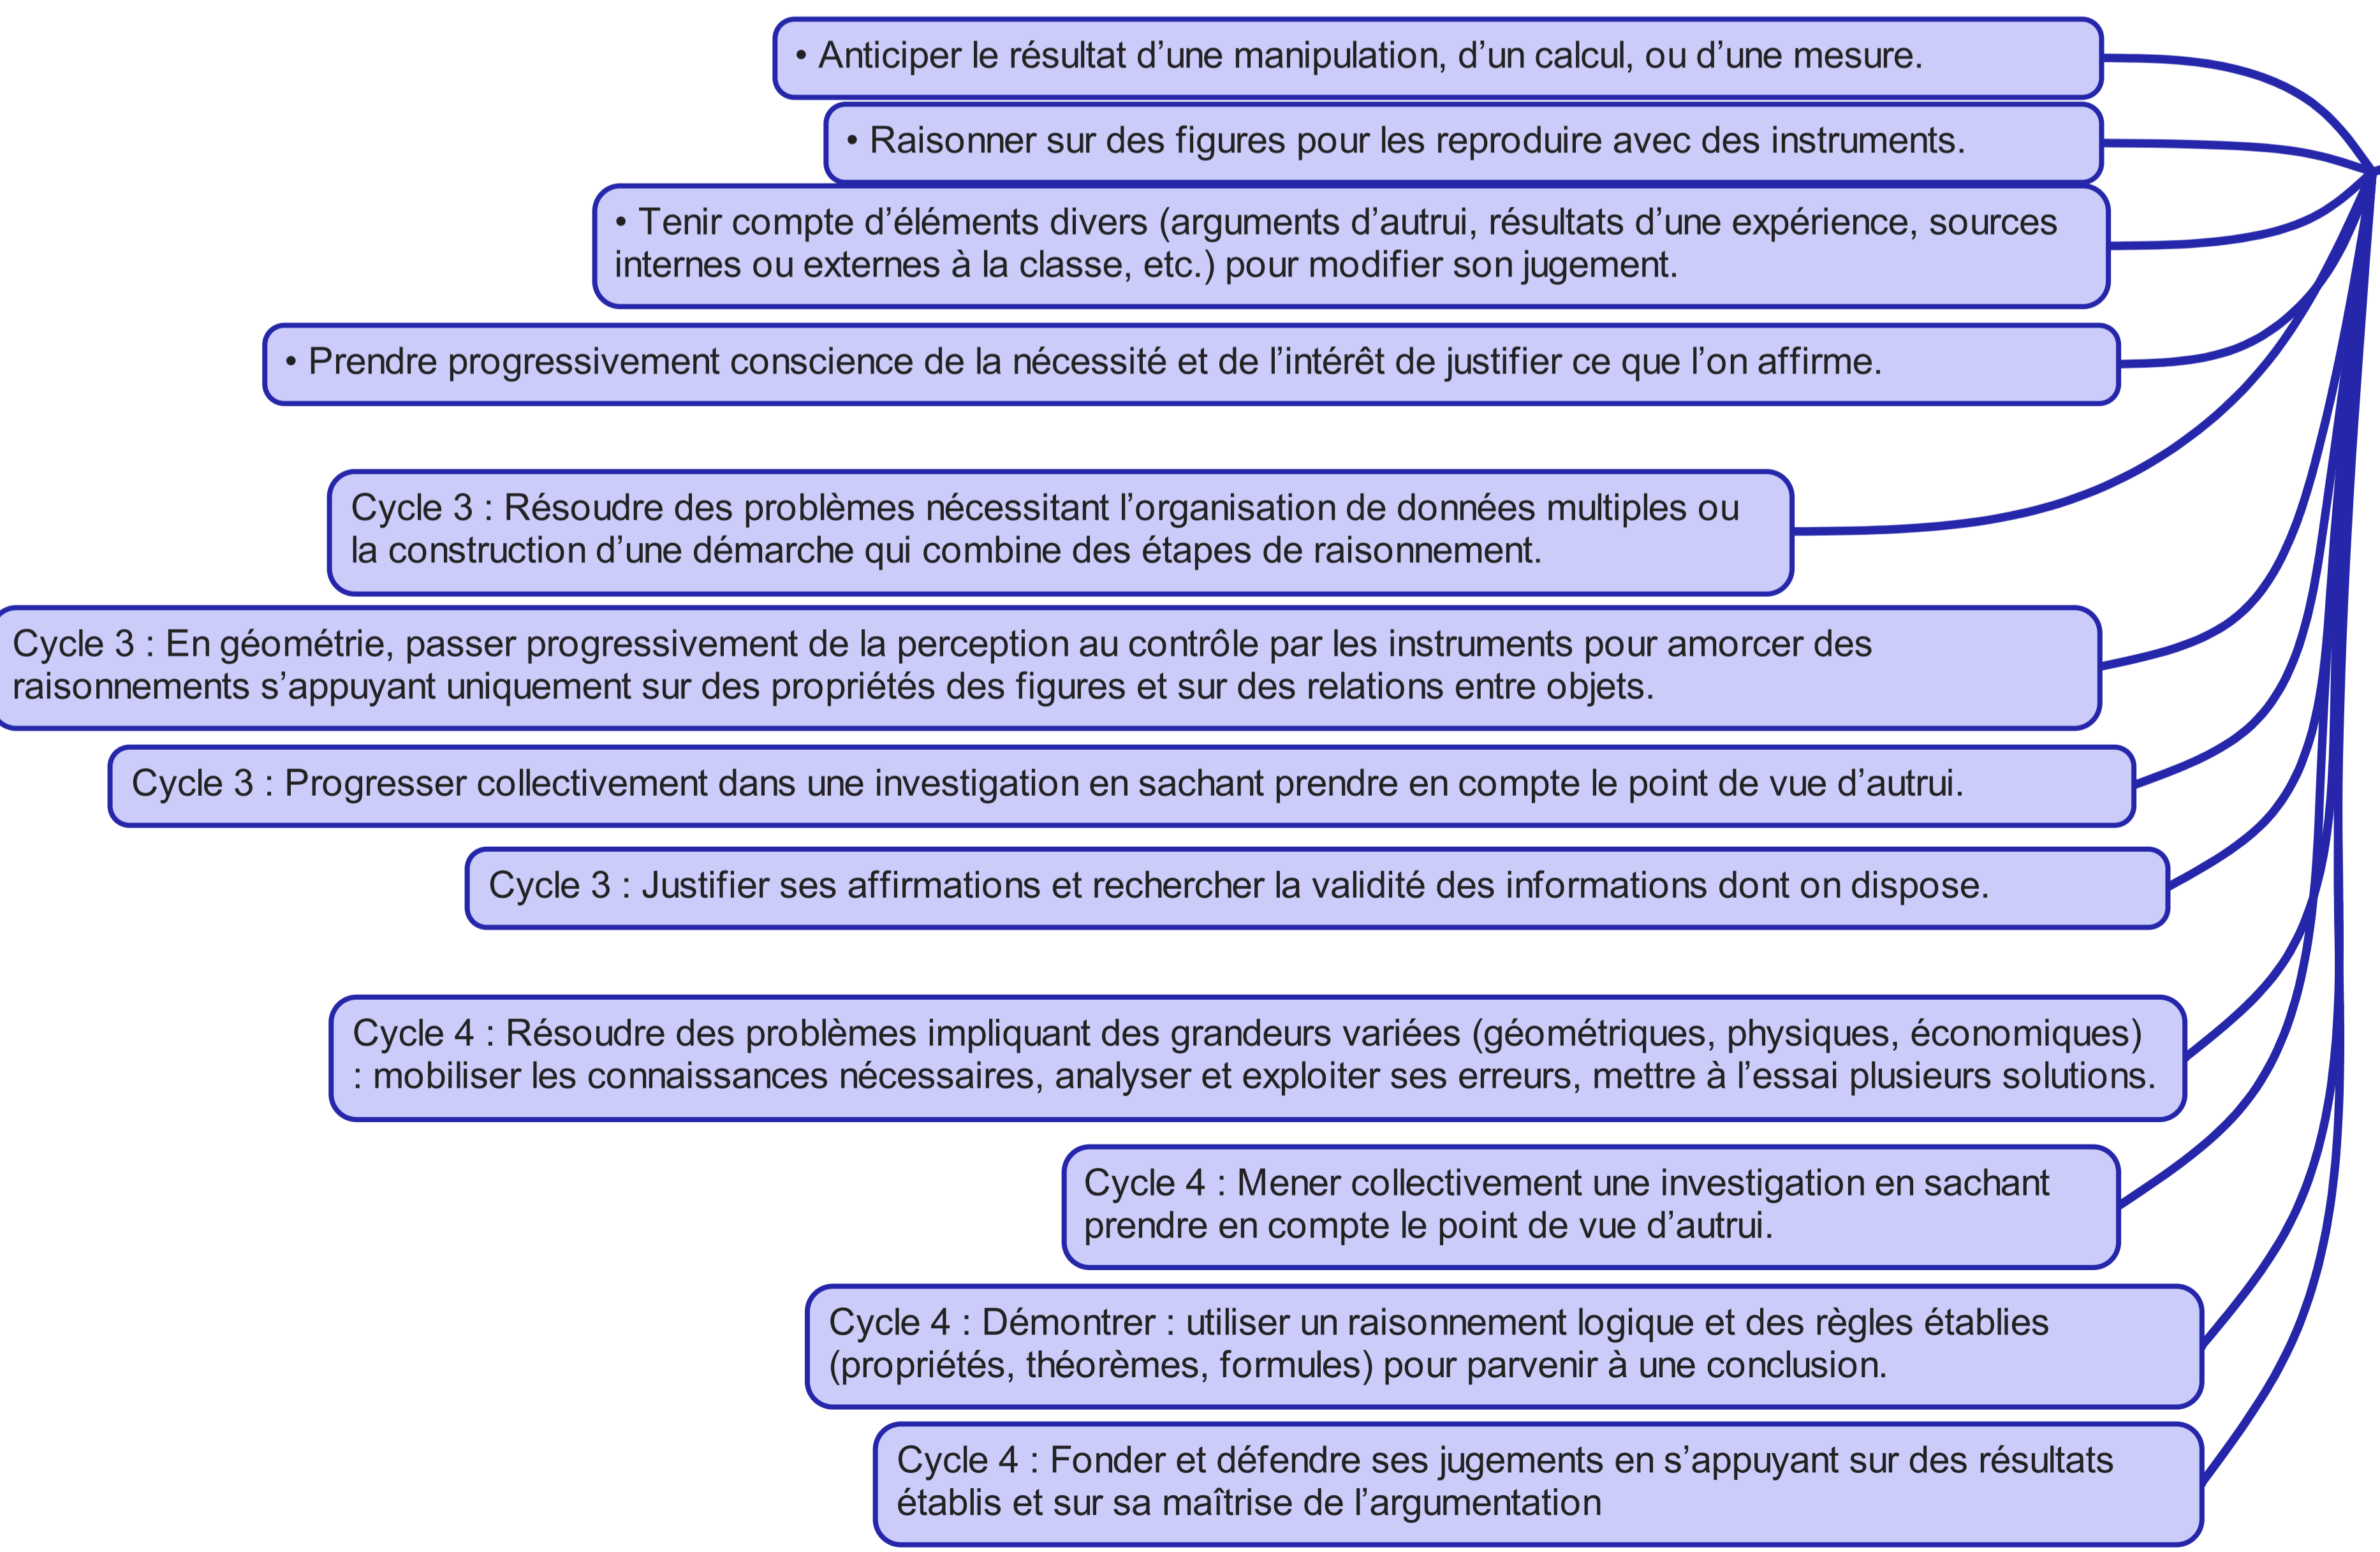 • Anticiper le résultat d’une manipulation, d’un calcul, ou d’une mesure.
• Raisonner sur des figures pour les reproduire avec des instruments.
• Tenir compte d’éléments divers (arguments d’autrui, résultats d’une expérience, sources
internes ou externes à la classe, etc.) pour modifier son jugement.
• Prendre progressivement conscience de la nécessité et de l’intérêt de justifier ce que l’on affirme.
Cycle 3 : Résoudre des problèmes nécessitant l’organisation de données multiples ou
la construction d’une démarche qui combine des étapes de raisonnement.
Cycle 3 : En géométrie, passer progressivement de la perception au contrôle par les instruments pour amorcer des
raisonnements s’appuyant uniquement sur des propriétés des figures et sur des relations entre objets.
Cycle 3 : Progresser collectivement dans une investigation en sachant prendre en compte le point de vue d’autrui.
Cycle 3 : Justifier ses affirmations et rechercher la validité des informations dont on dispose.
Cycle 4 : Résoudre des problèmes impliquant des grandeurs variées (géométriques, physiques, économiques)
: mobiliser les connaissances nécessaires, analyser et exploiter ses erreurs, mettre à l’essai plusieurs solutions.
Cycle 4 : Mener collectivement une investigation en sachant
prendre en compte le point de vue d’autrui.
Cycle 4 : Démontrer : utiliser un raisonnement logique et des règles établies
(propriétés, théorèmes, formules) pour parvenir à une conclusion.
Cycle 4 : Fonder et défendre ses jugements en s’appuyant sur des résultats
établis et sur sa maîtrise de l’argumentation